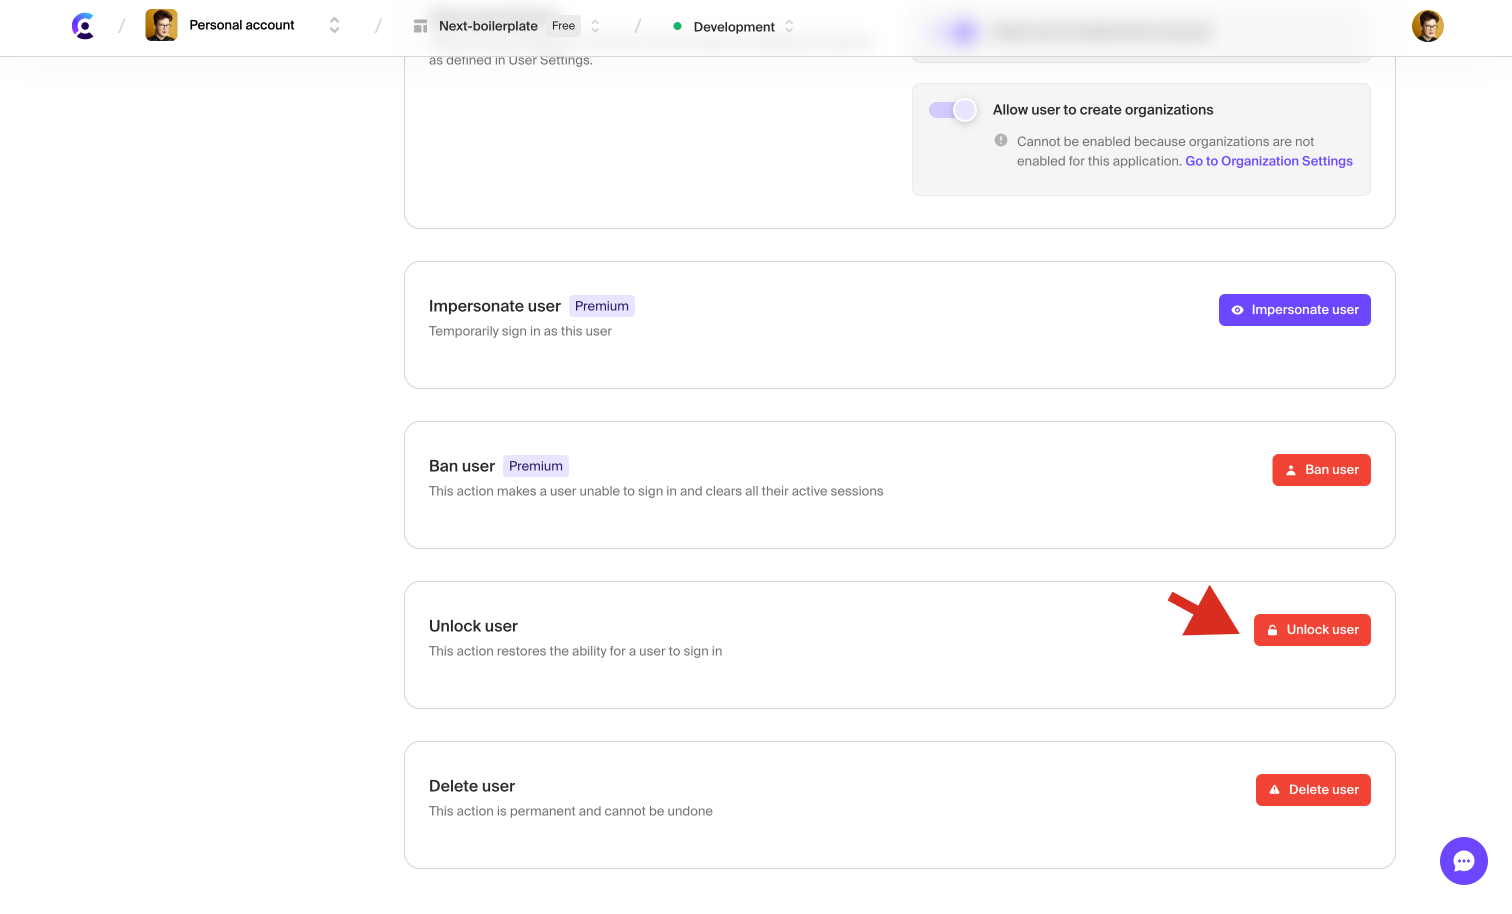 Personal account
Next-boilerplate Free
Development
as defined in User Settings.
Allow user to create organizations
Cannot be enabled because organizations are not
enabled for this application. Go to Organization Settings
Impersonate user Premium
Temporarily sign in as this user
Impersonate user
Ban user Premium
This action makes a user unable to sign in and clears all their active sessions
Ban user
Unlock user
This action restores the ability for a user to sign in
Unlock user
Delete user
This action is permanent and cannot be undone
Delete user